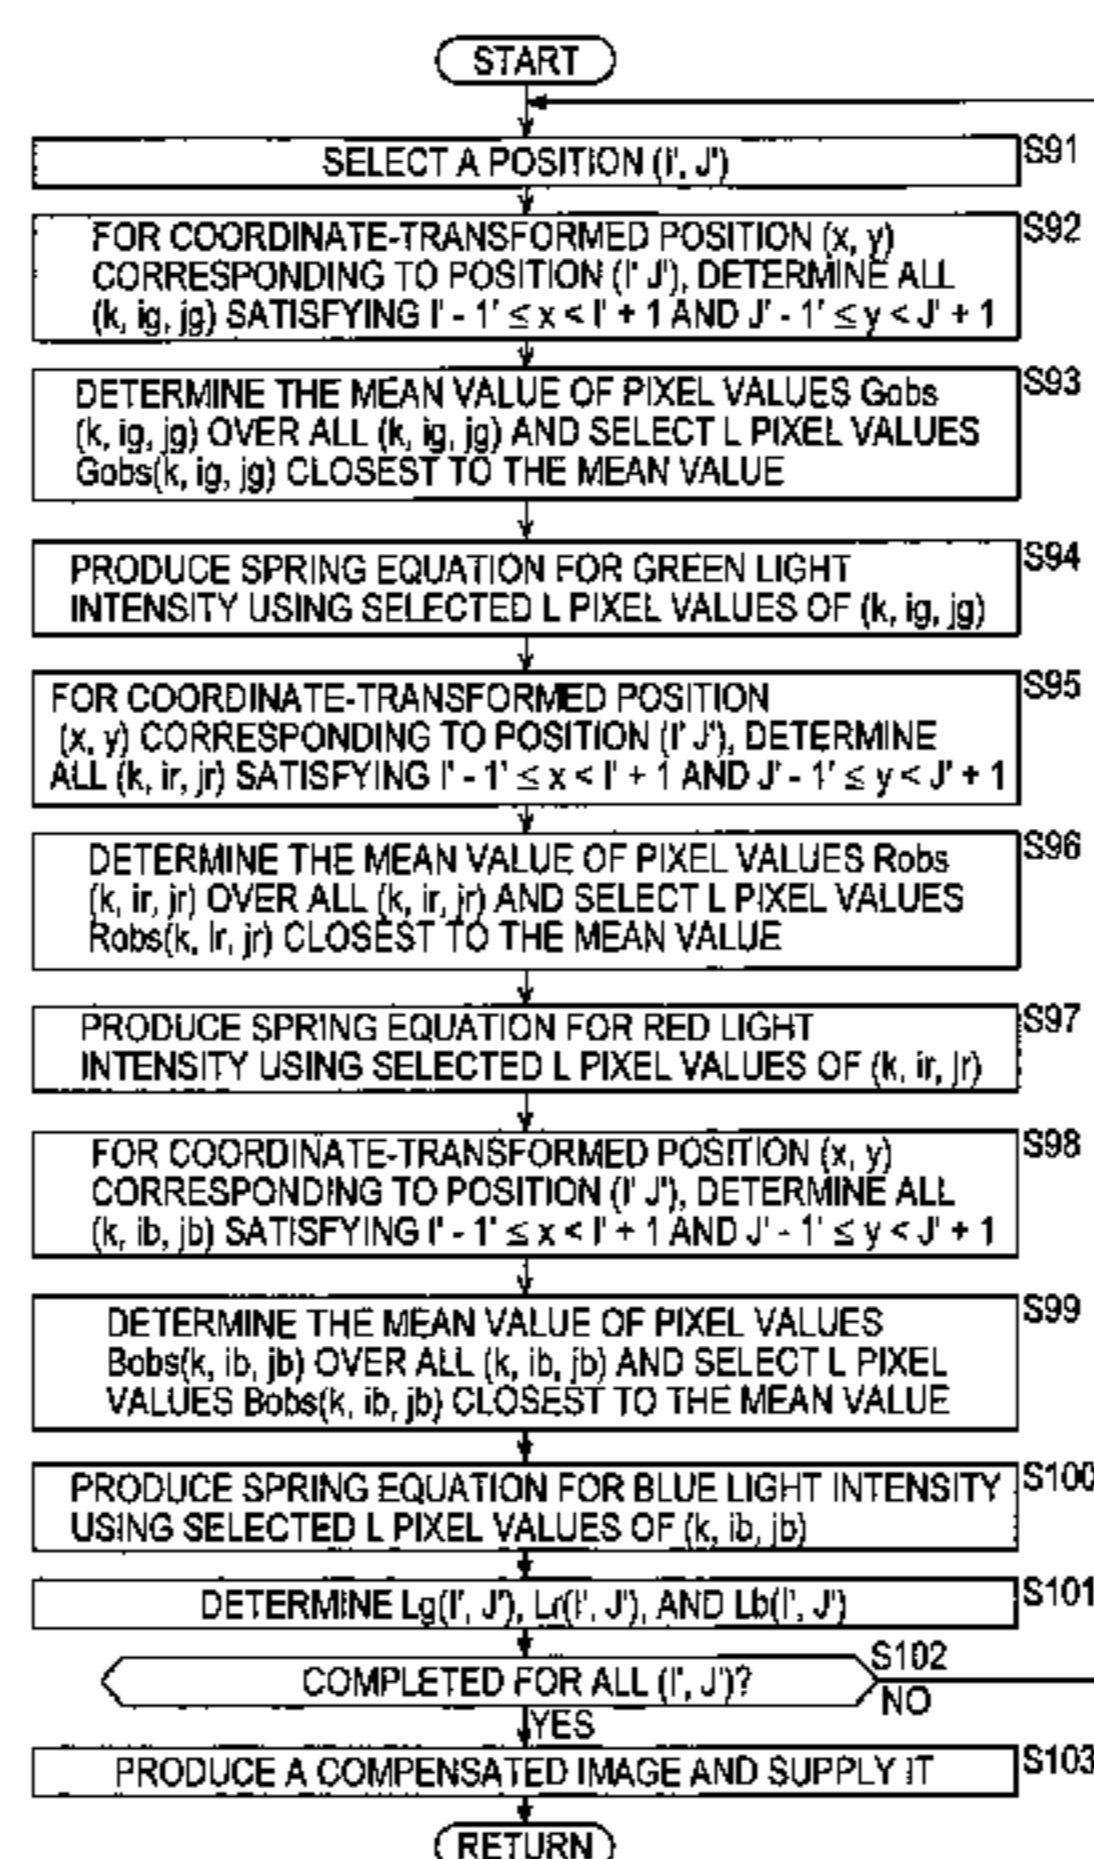 START
SELECT A POSITION (I', J')
S91
FOR COORDINATE-TRANSFORMED POSITION (x, y)
CORRESPONDING TO POSITION (I' J'), DETERMINE ALL
(k, ig, jg) SATISFYING I' - 1' ≤ x < I' + 1 AND J' - 1' ≤ y < J' + 1
S92
DETERMINE THE MEAN VALUE OF PIXEL VALUES Gobs
(k, ig, jg) OVER ALL (k, ig, jg) AND SELECT L PIXEL VALUES
Gobs(k, ig, jg) CLOSEST TO THE MEAN VALUE
S93
PRODUCE SPRING EQUATION FOR GREEN LIGHT
INTENSITY USING SELECTED L PIXEL VALUES OF (k, ig, jg)
S94
FOR COORDINATE-TRANSFORMED POSITION
(x, y) CORRESPONDING TO POSITION (I' J'), DETERMINE
ALL (k, ir, jr) SATISFYING I' - 1' ≤ x < I' + 1 AND J' - 1' ≤ y < J' + 1
S95
DETERMINE THE MEAN VALUE OF PIXEL VALUES Robs
(k, ir, jr) OVER ALL (k, ir, jr) AND SELECT L PIXEL VALUES
Robs(k, Ir, jr) CLOSEST TO THE MEAN VALUE
S96
PRODUCE SPRING EQUATION FOR RED LIGHT
INTENSITY USING SELECTED L PIXEL VALUES OF (k, ir, jr)
S97
FOR COORDINATE-TRANSFORMED POSITION (x, y)
CORRESPONDING TO POSITION (I' J'), DETERMINE ALL
(k, ib, jb) SATISFYING I' - 1' ≤ x < I' + 1 AND J' - 1' ≤ y < J' + 1
S98
DETERMINE THE MEAN VALUE OF PIXEL VALUES
Bobs(k, ib, jb) OVER ALL (k, ib, jb) AND SELECT L PIXEL
VALUES Bobs(k, ib, jb) CLOSEST TO THE MEAN VALUE
S99
PRODUCE SPRING EQUATION FOR BLUE LIGHT INTENSITY
USING SELECTED L PIXEL VALUES OF (k, ib, jb)
S100
DETERMINE Lg(I', J'), Lr(I', J'), AND Lb(I', J')
S101
COMPLETED FOR ALL (I', J')?
S102
NO
YES
PRODUCE A COMPENSATED IMAGE AND SUPPLY IT
S103
RETURN